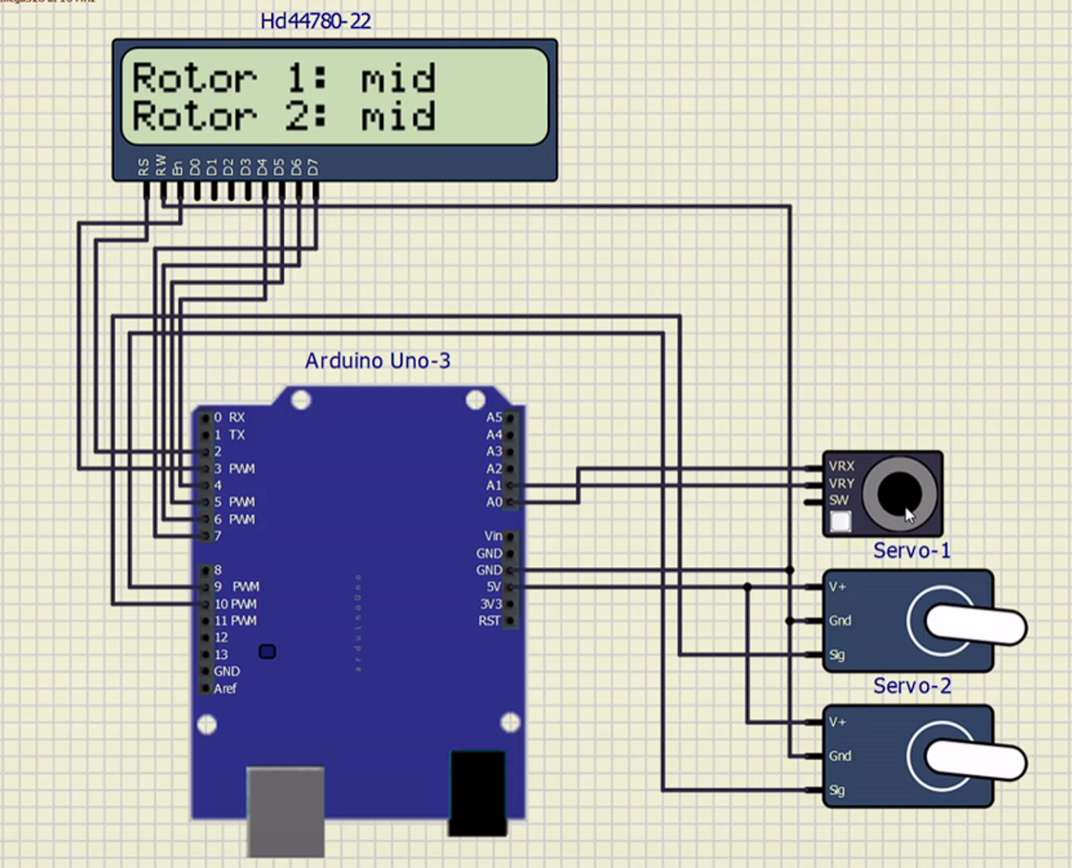 Hd44780-22
Rotor 1: mid
Rotor 2: mid
RS RW En D0 D1 D2 D3 D4 D5 D6 D7
Arduino Uno-3
0 RX
1 TX
2
3 PWM
4
5 PWM
6 PWM
7
8
9 PWM
10 PWM
11 PWM
12
13
GND
Aref
A5
A4
A3
A2
A1
A0
Vin
GND
GND
5V
3V3
RST
arduinoUno
VRX
VRY
SW
Servo-1
V+
Gnd
Sig
Servo-2
V+
Gnd
Sig